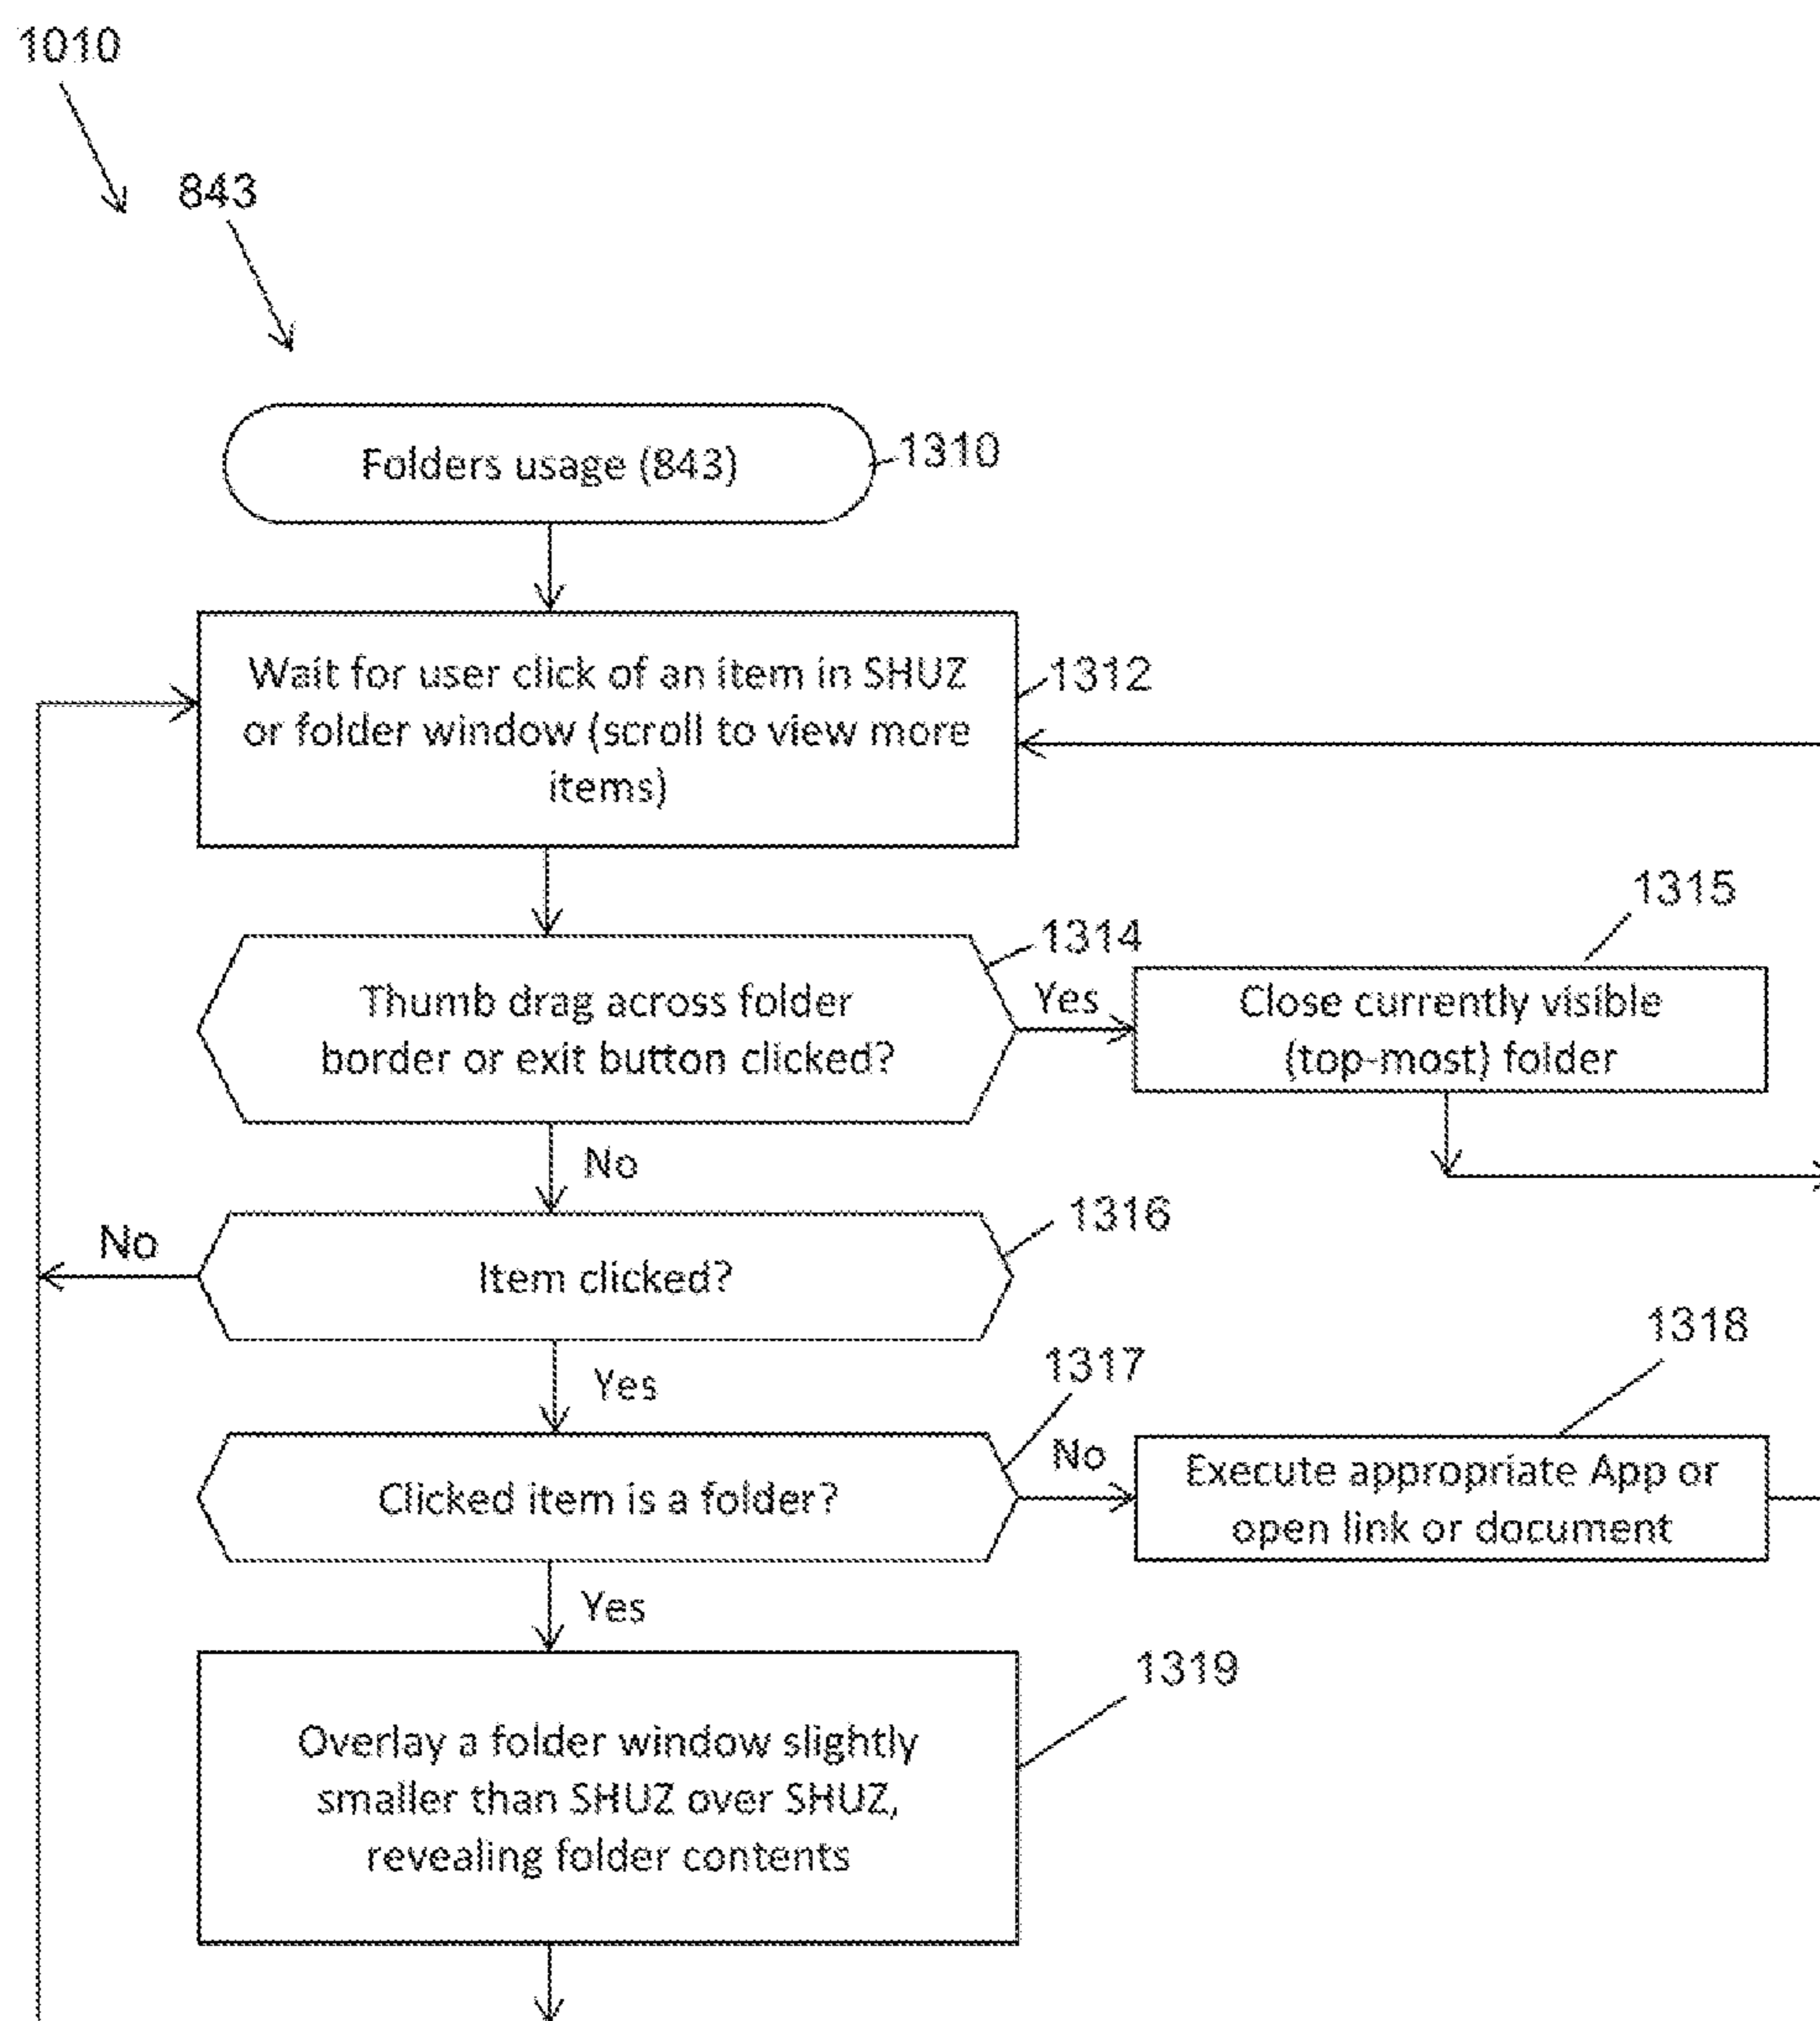 1010
843
Folders usage (843)
1310
Wait for user click of an item in SHUZ
or folder window (scroll to view more
items)
1312
1315
1314
Thumb drag across folder
border or exit button clicked?
Yes
Close currently visible
(top-most) folder
No
1316
No
Item clicked?
1318
1317
Yes
Clicked item is a folder?
No
Execute appropriate App or
open link or document
Yes
1319
Overlay a folder window slightly
smaller than SHUZ over SHUZ,
revealing folder contents